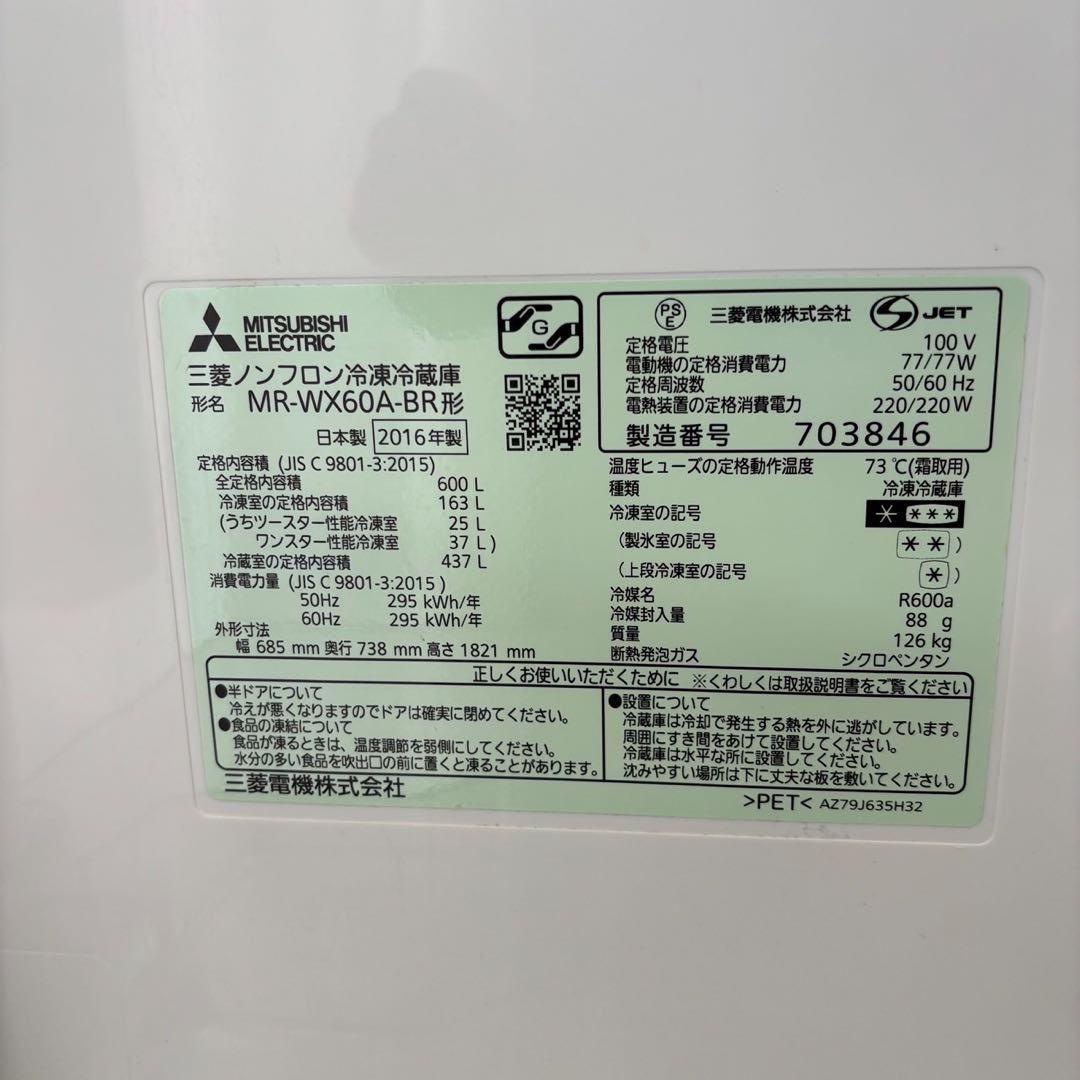 MITSUBISHI
ELECTRIC
G
三菱ノンフロン冷凍冷蔵庫
形名 MR-WX60A-BR形
日本製 2016年製
定格内容積 (JIS C 9801-3:2015)
全定格内容積 600 L
冷凍室の定格内容積 163 L
(うちツースター性能冷凍室 25 L
ワンスター性能冷凍室 37 L)
冷蔵室の定格内容積 437 L
消費電力量 (JIS C 9801-3:2015)
50Hz 295 kWh/年
60Hz 295 kWh/年
外形寸法
幅 685 mm 奥行 738 mm 高さ 1821 mm
PS
E 三菱電機株式会社 JET
定格電圧 100 V
電動機の定格消費電力 77/77W
定格周波数 50/60 Hz
電熱装置の定格消費電力 220/220W
製造番号 703846
温度ヒューズの定格動作温度 73℃(霜取用)
種類 冷凍冷蔵庫
冷凍室の記号 * ***
(製氷室の記号 **)
(上段冷凍室の記号 *)
冷媒名 R600a
冷媒封入量 88 g
質量 126 kg
断熱発泡ガス シクロペンタン
正しくお使いいただくために ※くわしくは取扱説明書をご覧ください
●半ドアについて
冷えが悪くなりますのでドアは確実に閉めてください。
●食品の凍結について
食品が凍るときは、温度調節を弱側にしてください。
水分の多い食品を吹出口の前に置くと凍ることがあります。
●設置について
冷蔵庫は冷却で発生する熱を外に逃がしています。
周囲にすき間をあけて設置してください。
冷蔵庫は水平な所に設置してください。
沈みやすい場所は下に丈夫な板を敷いてください。
三菱電機株式会社
>PET< AZ79J635H32